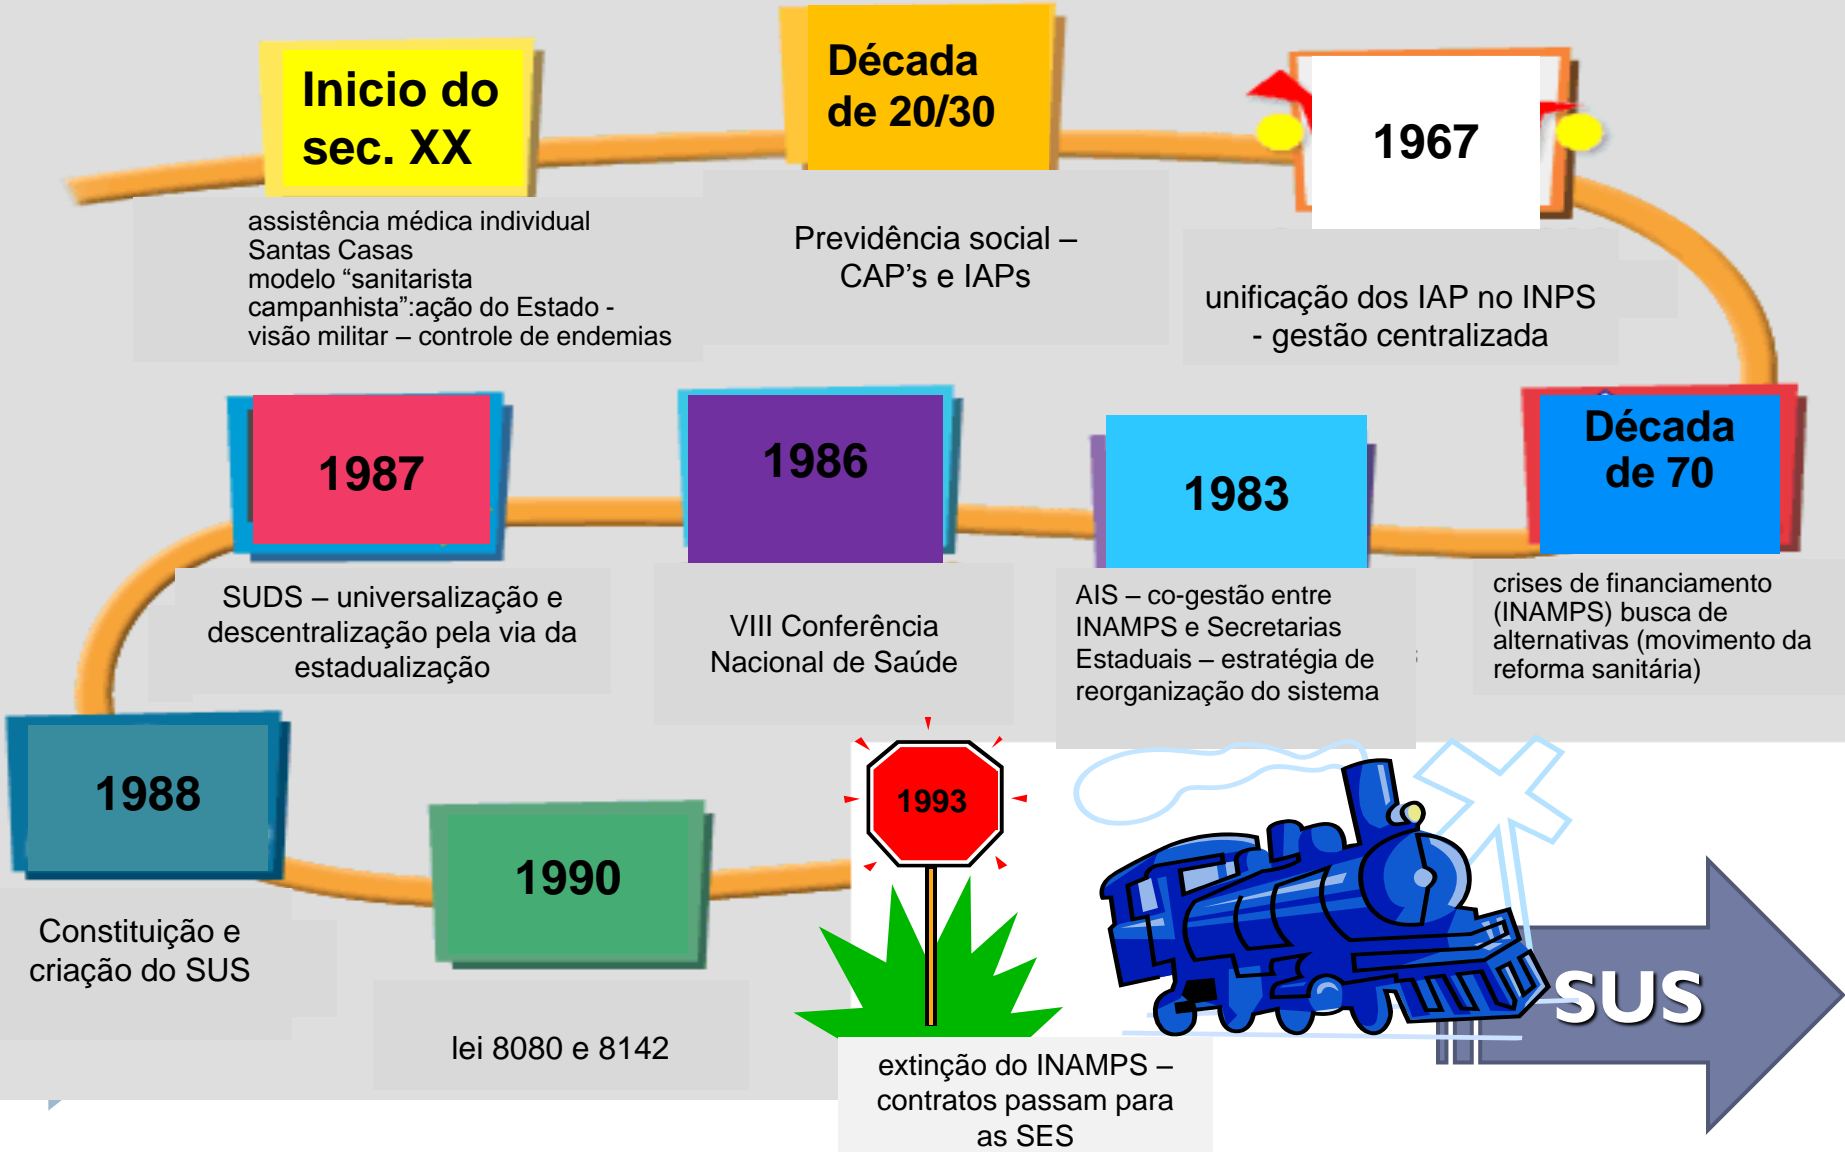 Inicio do
sec. XX
assistência médica individual
Santas Casas
modelo “sanitarista
campanhista”:ação do Estado -
visão militar – controle de endemias
Década
de 20/30
Previdência social –
CAP’s e IAPs
1967
unificação dos IAP no INPS
- gestão centralizada
Década
de 70
crises de financiamento
(INAMPS) busca de
alternativas (movimento da
reforma sanitária)
1983
AIS – co-gestão entre
INAMPS e Secretarias
Estaduais – estratégia de
reorganização do sistema
1986
VIII Conferência
Nacional de Saúde
1987
SUDS – universalização e
descentralização pela via da
estadualização
1988
Constituição e
criação do SUS
1990
lei 8080 e 8142
1993
extinção do INAMPS –
contratos passam para
as SES
SUS